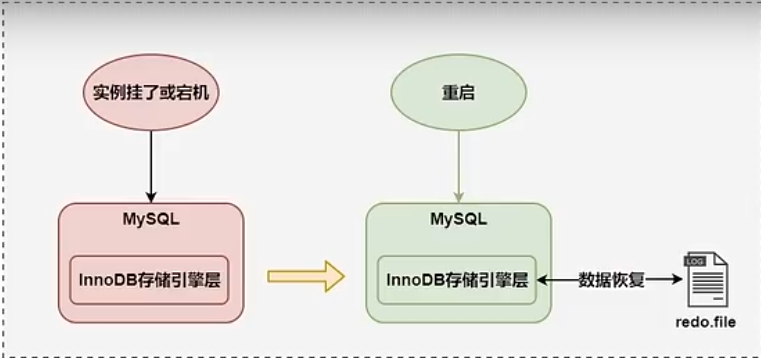 实例挂了或宕机
重启
MySQL
InnoDB存储引擎层
MySQL
InnoDB存储引擎层
数据恢复
LOG
redo.file